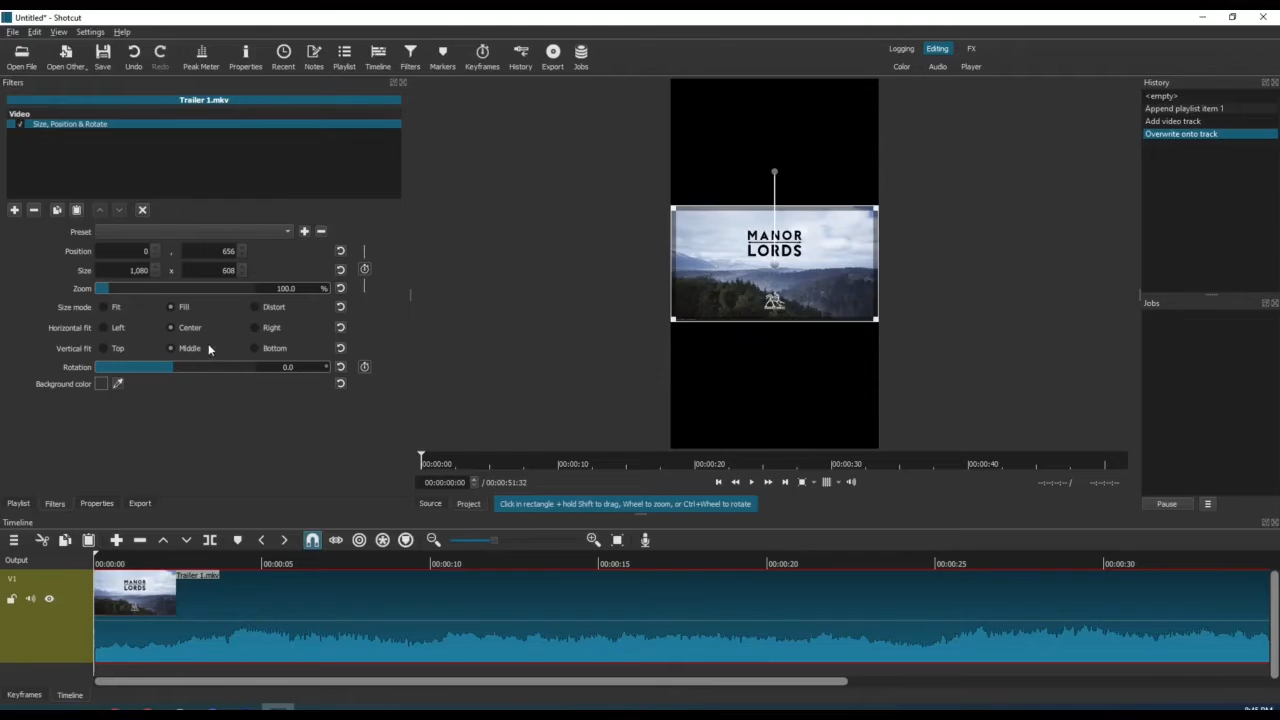 Untitled* - Shotcut
File Edit View Settings Help
Open File Open Other... Save Undo Redo Peak Meter Properties Recent Notes Playlist Timeline Filters Markers Keyframes History Export Jobs
Logging Editing FX
Color Audio Player
Filters
Trailer 1.mkv
Video
Size, Position & Rotate
Preset
Position 0 , 656
Size 1,080 x 608
Zoom 100.0 %
Size mode Fit Fill Distort
Horizontal fit Left Center Right
Vertical fit Top Middle Bottom
Rotation 0.0 °
Background color
MANOR
LORDS
History
<empty>
Append playlist item 1
Add video track
Overwrite onto track
Jobs
00:00:00 00:00:10 00:00:20 00:00:30 00:00:40
00:00:00:00 / 00:00:51:32 --:--:--:-- / --:--:--:--
Playlist Filters Properties Export
Source Project Click in rectangle + hold Shift to drag, Wheel to zoom, or Ctrl+Wheel to rotate
Pause
Timeline
Output 00:00:00 00:00:05 00:00:10 00:00:15 00:00:20 00:00:25 00:00:30
V1
Trailer 1.mkv
MANOR
LORDS
Keyframes Timeline